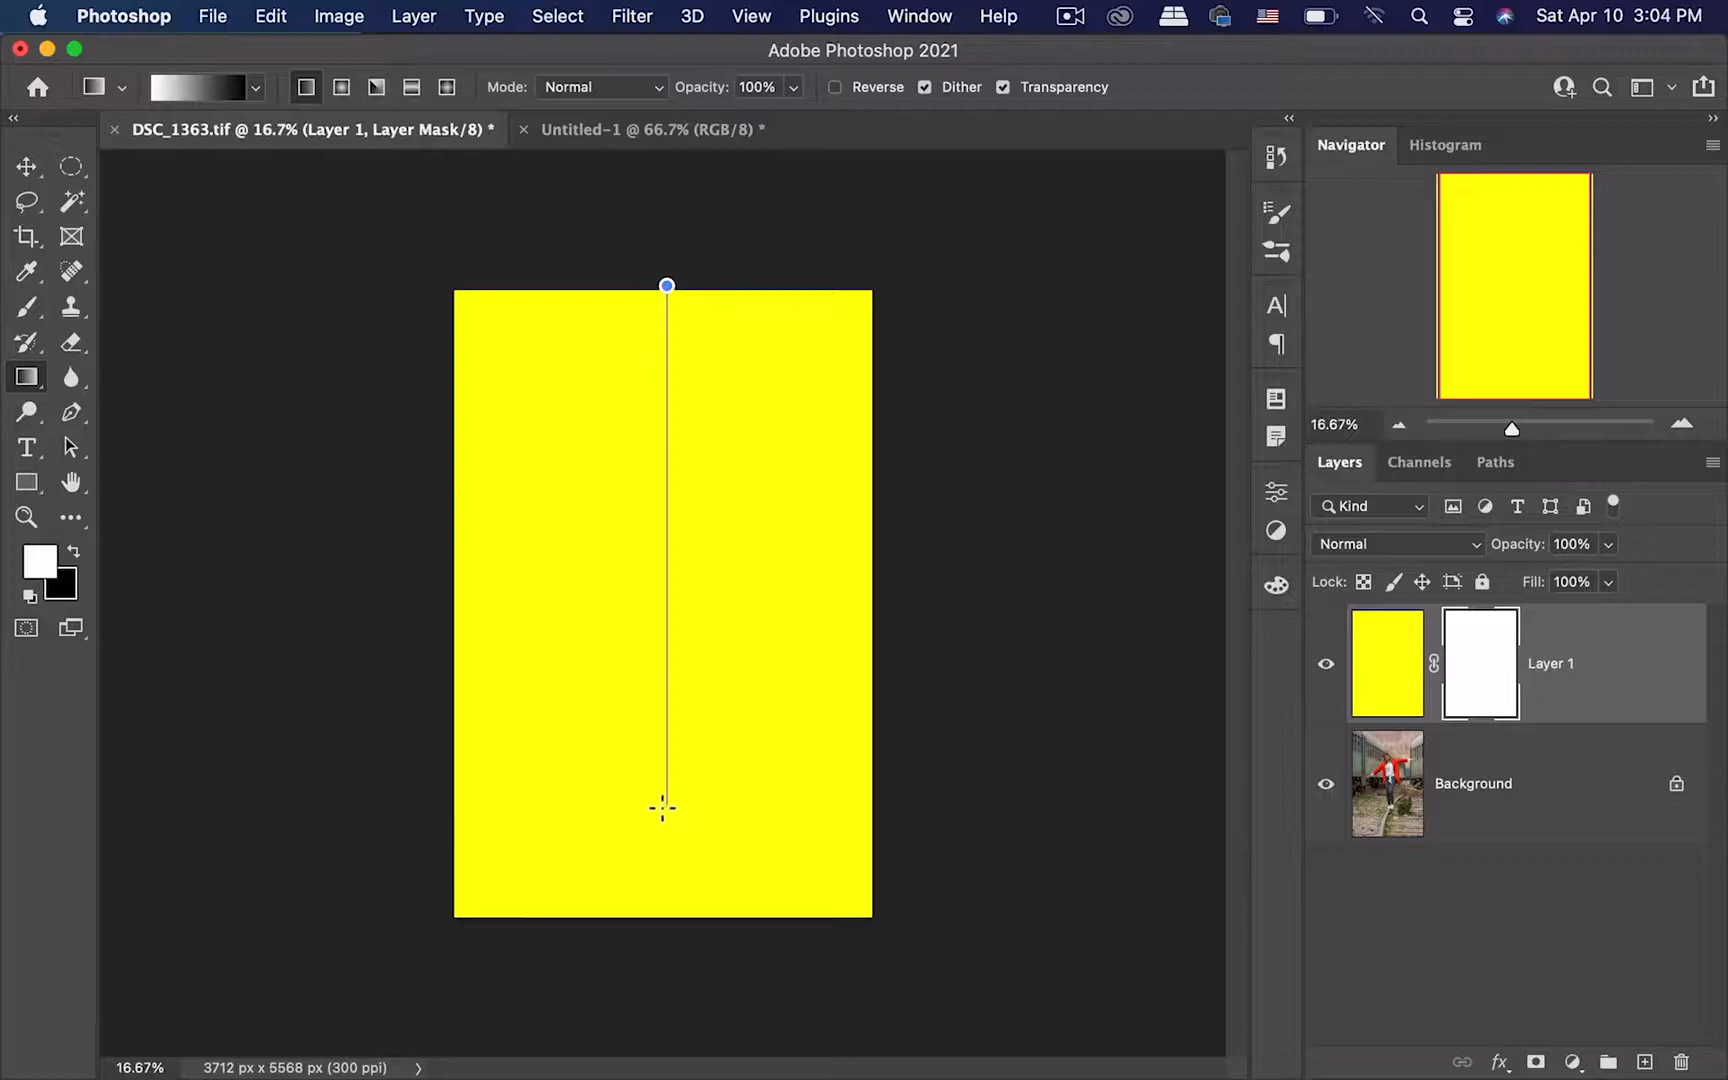 Photoshop File Edit Image Layer Type Select Filter 3D View Plugins Window Help Sat Apr 10 3:04 PM
Adobe Photoshop 2021
Mode: Normal Opacity: 100% Reverse Dither Transparency
DSC_1363.tif @ 16.7% (Layer 1, Layer Mask/8) * Untitled-1 @ 66.7% (RGB/8) *
Navigator Histogram
16.67%
Layers Channels Paths
Kind
Normal Opacity: 100%
Lock: Fill: 100%
Layer 1
Background
16.67% 3712 px x 5568 px (300 ppi)